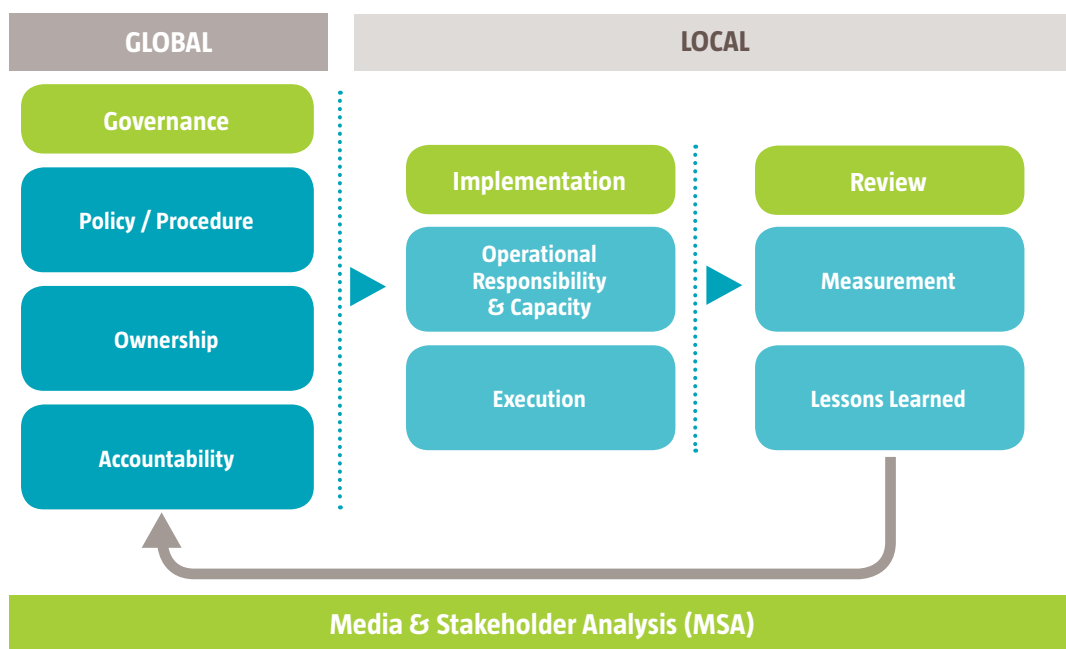 GLOBAL
LOCAL
Governance
Policy / Procedure
Ownership
Accountability
Implementation
Operational
Responsibility
& Capacity
Execution
Review
Measurement
Lessons Learned
Media & Stakeholder Analysis (MSA)